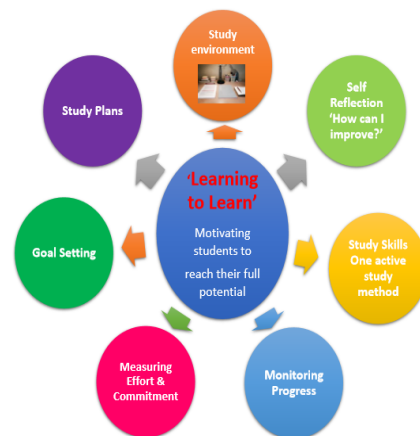 Study
environment
Study Plans
Self
Reflection
'How can I
improve?'
'Learning
to Learn'
Motivating
students to
reach their full
potential
Goal Setting
Study Skills
One active
study
method
Measuring
Effort &
Commitment
Monitoring
Progress